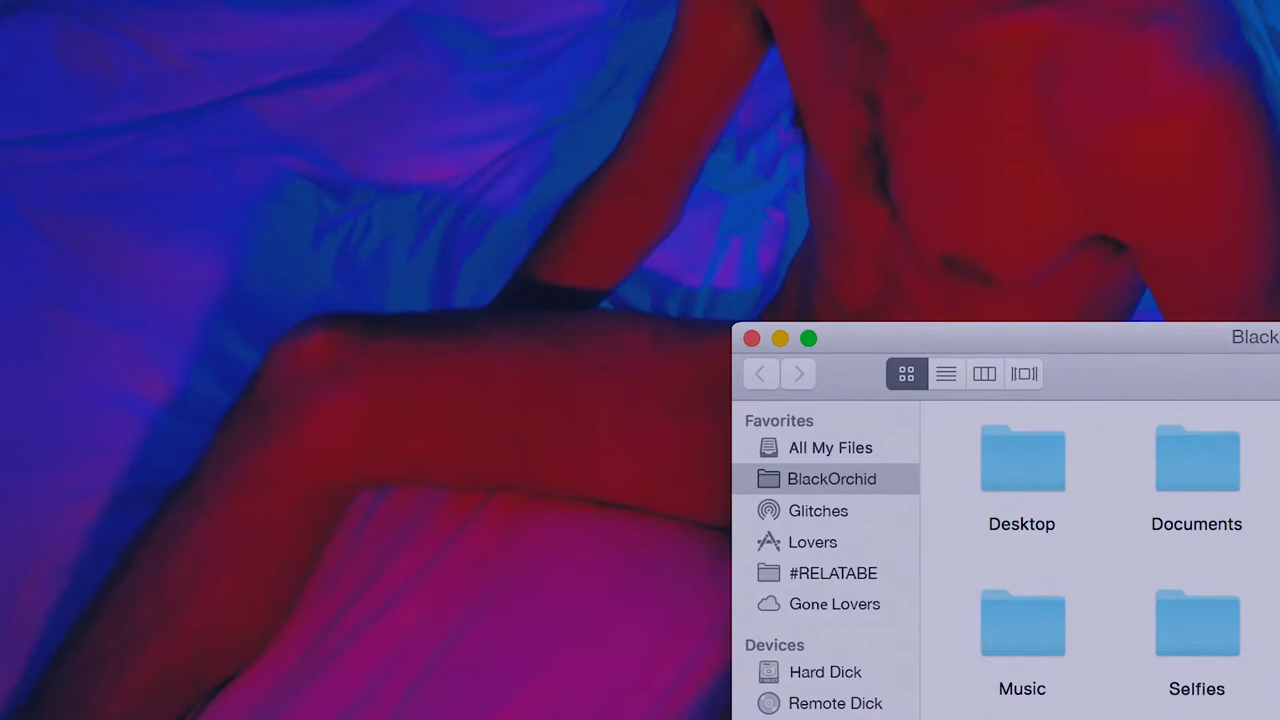 Black
Favorites
All My Files
BlackOrchid
Glitches
Lovers
#RELATABE
Gone Lovers
Devices
Hard Dick
Remote Dick
Desktop
Documents
Music
Selfies